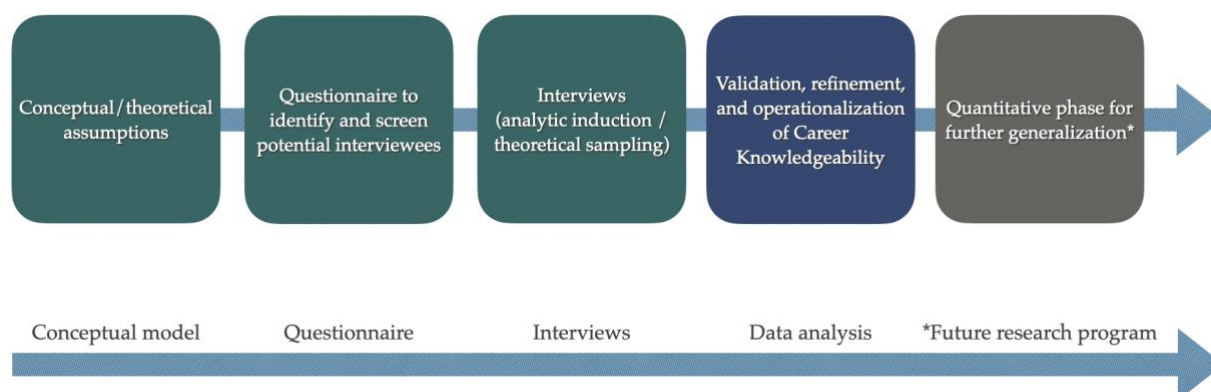 Conceptual/theoretical
assumptions
Questionnaire to
identify and screen
potential interviewees
Interviews
(analytic induction /
theoretical sampling)
Validation, refinement,
and operationalization
of Career
Knowledgeability
Quantitative phase for
further generalization*
Conceptual model
Questionnaire
Interviews
Data analysis
*Future research program